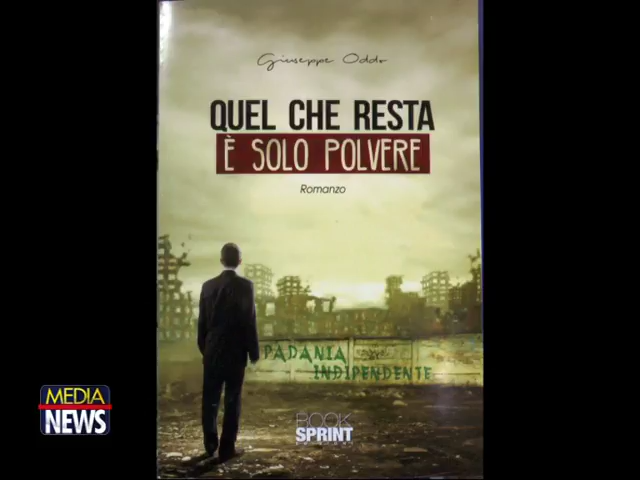 Giuseppe Oddo
QUEL CHE RESTA
È SOLO POLVERE
Romanzo
PADANIA
INDIPENDENTE
BOOK
SPRINT
MEDIA
NEWS